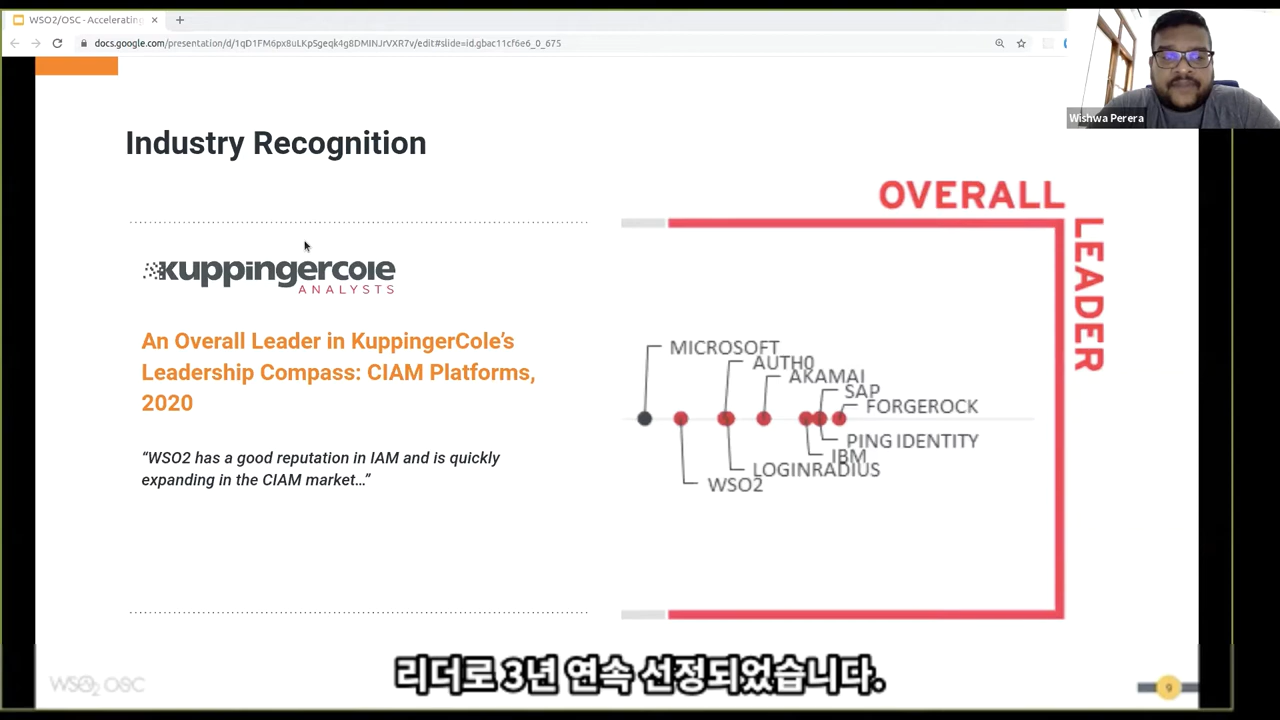 WSO2/OSC - Accelerating
docs.google.com/presentation/d/1qD1FM6px8uLKpSgeqk4g8DMINJrVXR7v/edit#slide=id.gbac11cf6e6_0_675
Wishwa Perera
Industry Recognition
kuppingercole
ANALYSTS
An Overall Leader in KuppingerCole’s
Leadership Compass: CIAM Platforms,
2020
“WSO2 has a good reputation in IAM and is quickly
expanding in the CIAM market…”
OVERALL
LEADER
MICROSOFT
AUTH0
AKAMAI
SAP
FORGEROCK
PING IDENTITY
IBM
LOGINRADIUS
WSO2
리더로 3년 연속 선정되었습니다.
WSO2 OSC
9